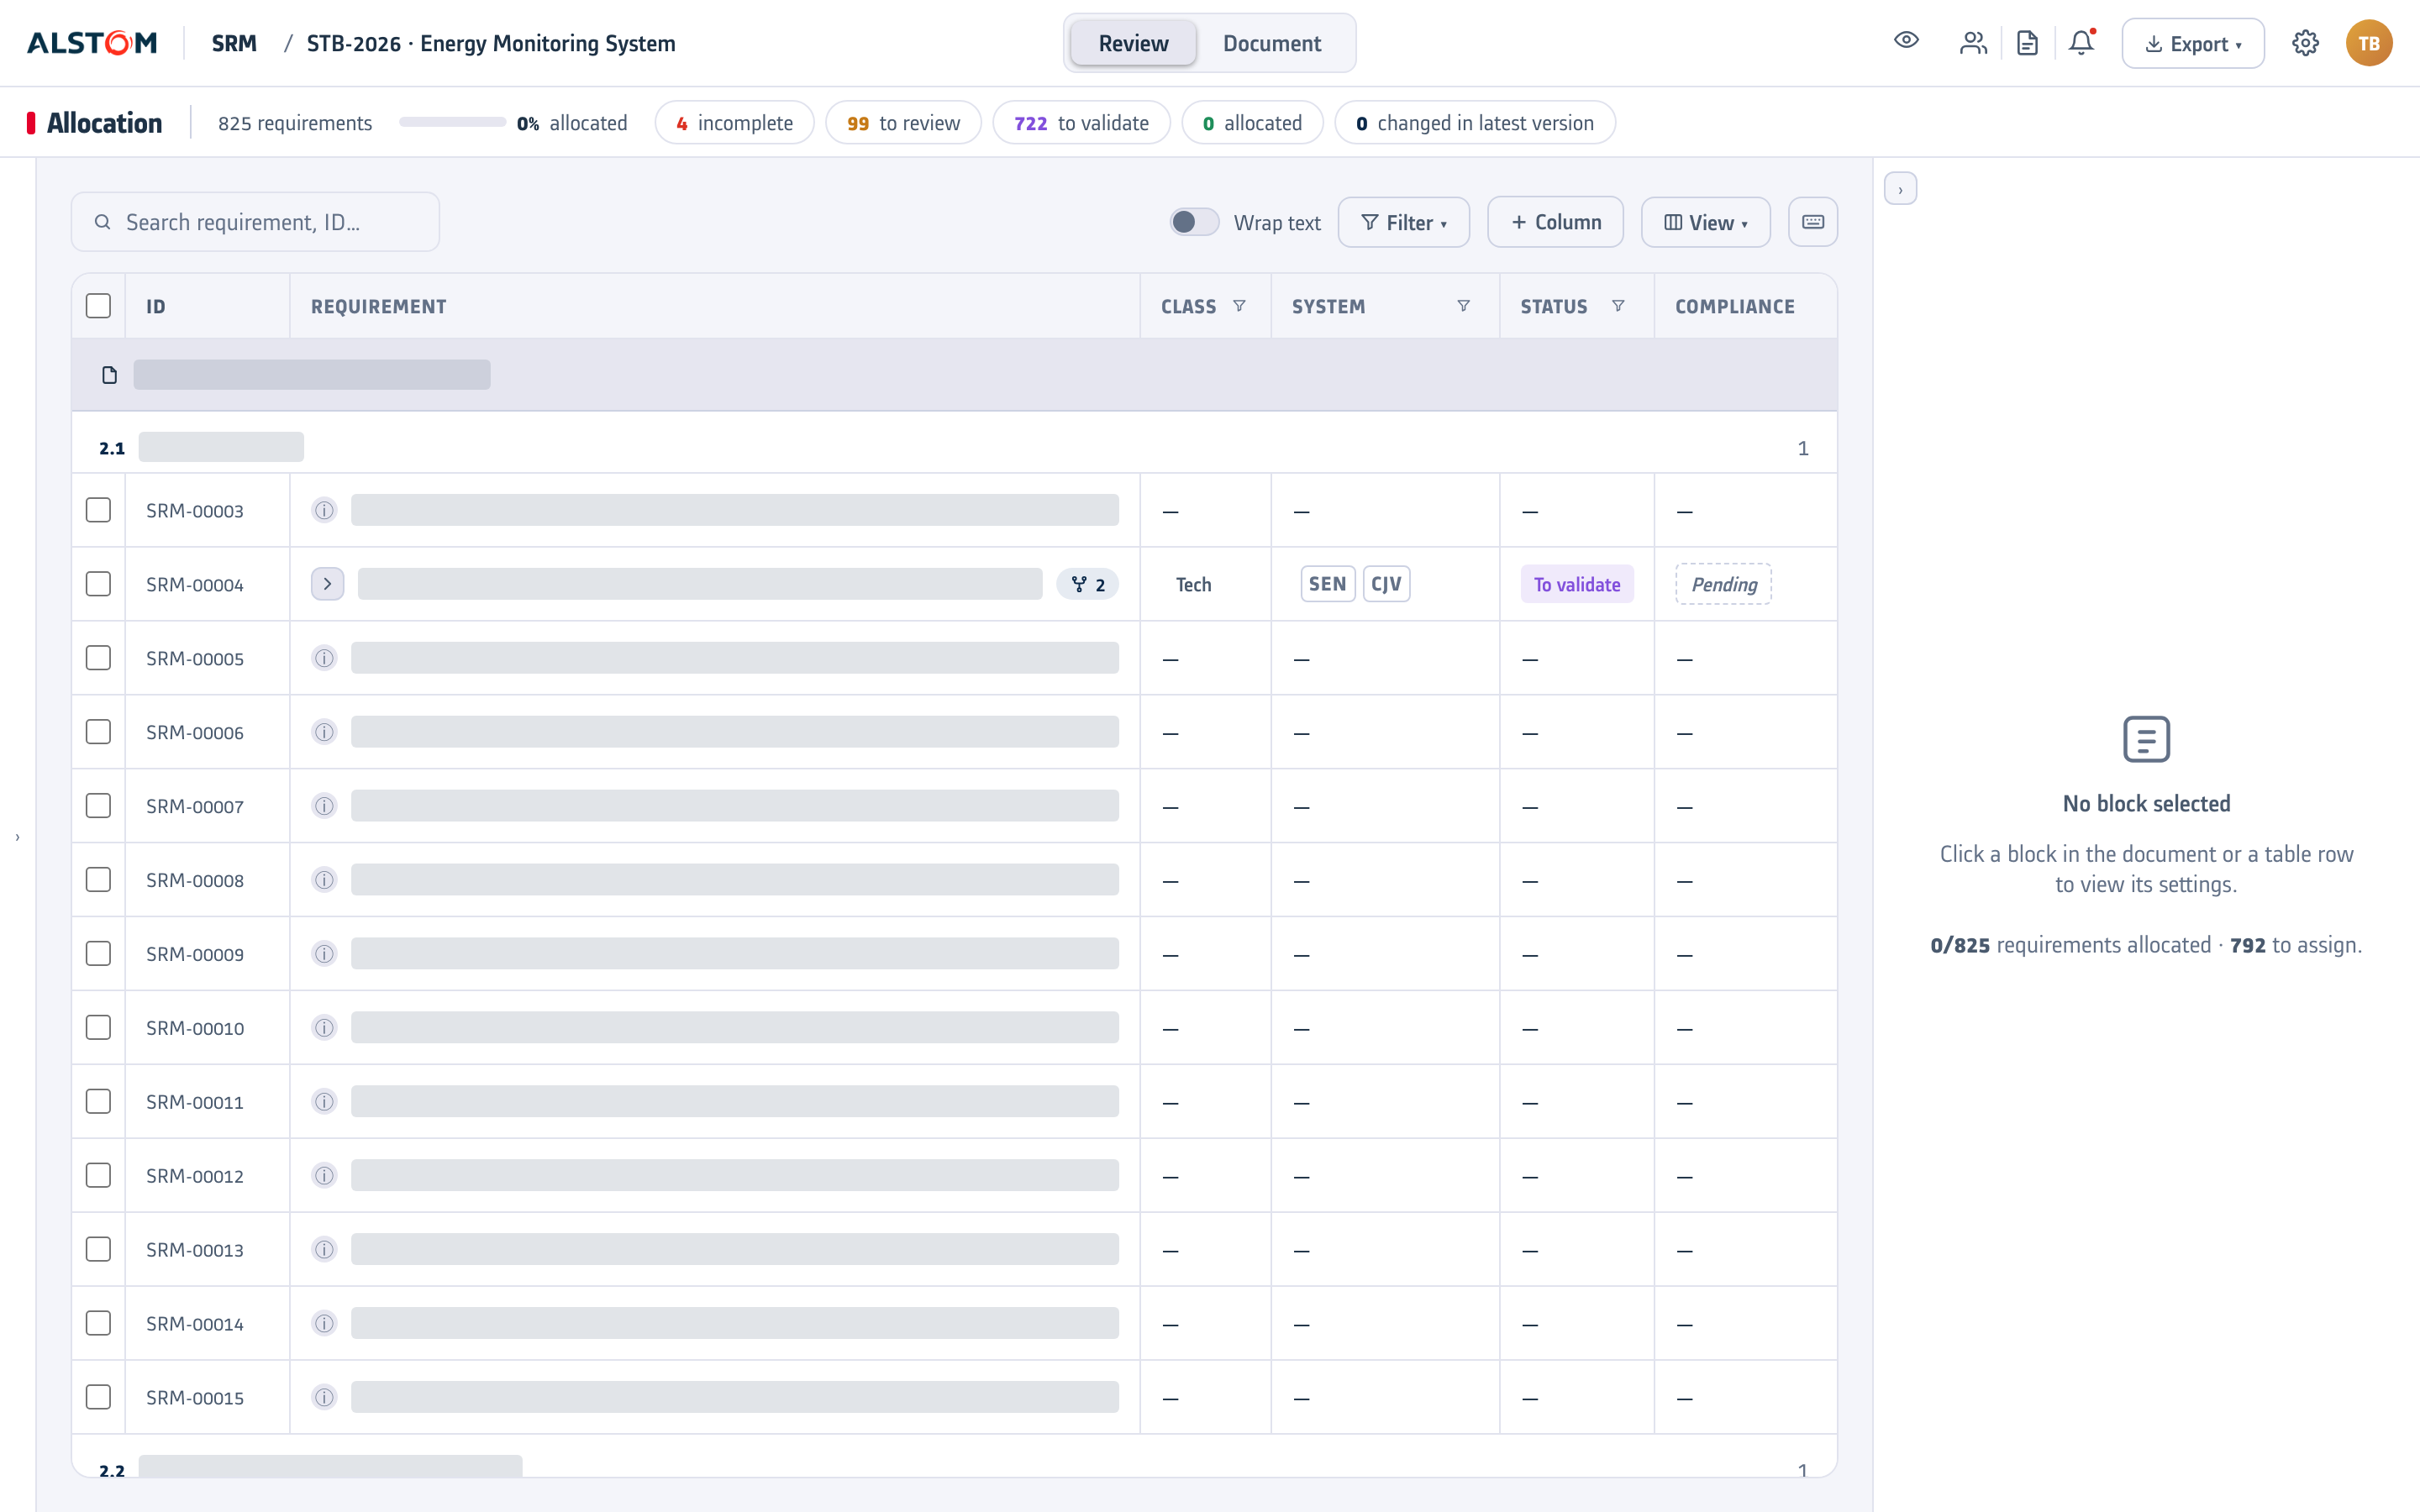 ALSTOM SRM / STB-2026 · Energy Monitoring System Review Document Export TB
Allocation 825 requirements 0% allocated 4 incomplete 99 to review 722 to validate 0 allocated 0 changed in latest version
Search requirement, ID... Wrap text Filter + Column View
ID REQUIREMENT CLASS SYSTEM STATUS COMPLIANCE
2.1 1
SRM-00003 — — — —
SRM-00004 2 Tech SEN CJV To validate Pending
SRM-00005 — — — —
SRM-00006 — — — —
SRM-00007 — — — —
SRM-00008 — — — —
SRM-00009 — — — —
SRM-00010 — — — —
SRM-00011 — — — —
SRM-00012 — — — —
SRM-00013 — — — —
SRM-00014 — — — —
SRM-00015 — — — —
2.2 1
No block selected
Click a block in the document or a table row
to view its settings.
0/825 requirements allocated · 792 to assign.